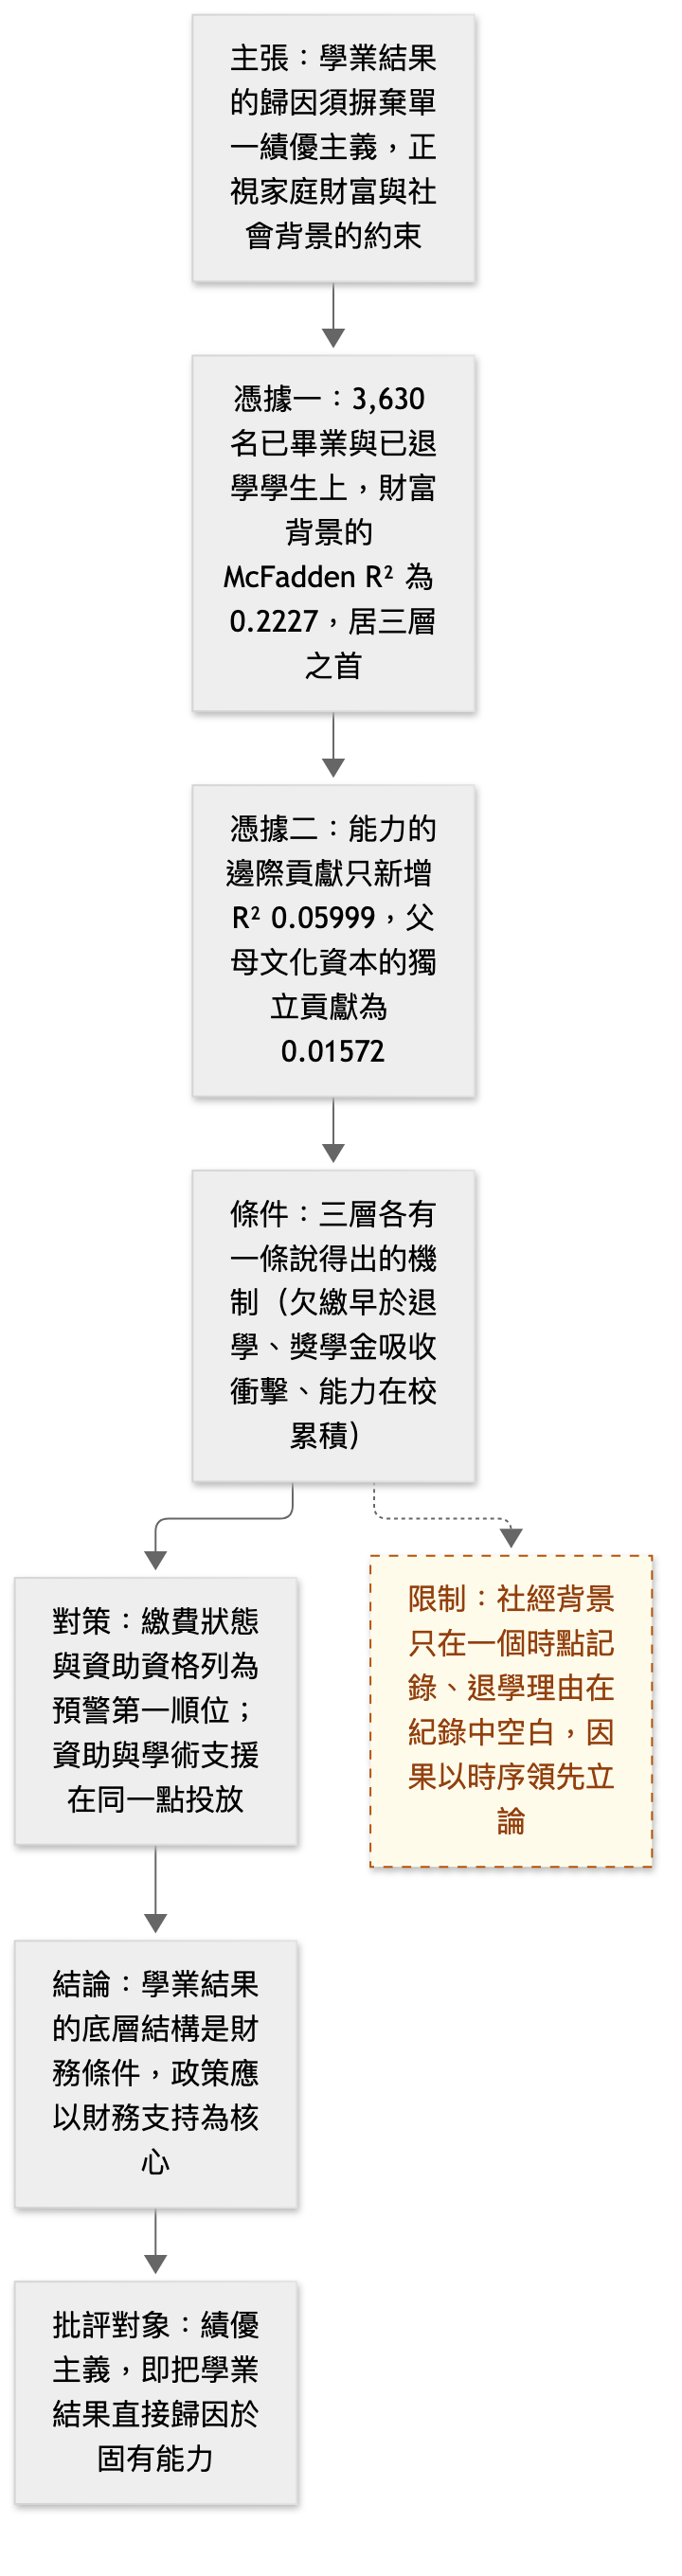 主張：學業結果
的歸因須摒棄單
一績優主義，正
視家庭財富與社
會背景的約束
憑據一：3,630
名已畢業與已退
學學生上，財富
背景的
McFadden R² 為
0.2227，居三層
之首
憑據二：能力的
邊際貢獻只新增
R² 0.05999，父
母文化資本的獨
立貢獻為
0.01572
條件：三層各有
一條說得出的機
制（欠繳早於退
學、獎學金吸收
衝擊、能力在校
累積）
對策：繳費狀態
與資助資格列為
預警第一順位；
資助與學術支援
在同一點投放
限制：社經背景
只在一個時點記
錄、退學理由在
紀錄中空白，因
果以時序領先立
論
結論：學業結果
的底層結構是財
務條件，政策應
以財務支持為核
心
批評對象：績優
主義，即把學業
結果直接歸因於
固有能力